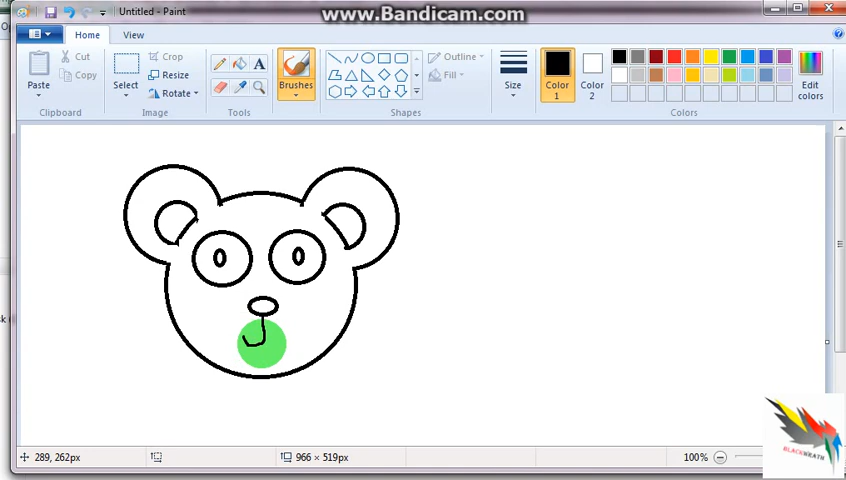 www.Bandicam.com
Untitled - Paint
Home View
Paste
Cut
Copy
Clipboard
Select
Crop
Resize
Rotate
Image
A
Tools
Brushes
Shapes
Outline
Fill
Size
Color 1
Color 2
Edit colors
Colors
289, 262px
966 × 519px
100%
BLACKWRATH